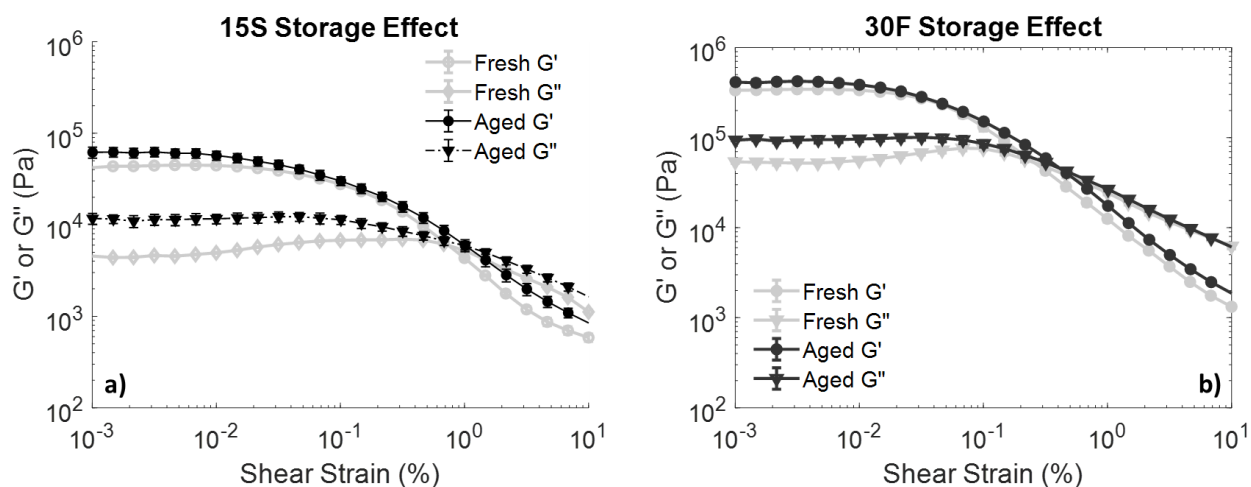 15S Storage Effect
10^6
10^5
10^4
10^3
10^2
G' or G" (Pa)
Fresh G'
Fresh G"
Aged G'
Aged G"
a)
10^-3
10^-2
10^-1
10^0
10^1
Shear Strain (%)
30F Storage Effect
10^6
10^5
10^4
10^3
10^2
G' or G" (Pa)
Fresh G'
Fresh G"
Aged G'
Aged G"
b)
10^-3
10^-2
10^-1
10^0
10^1
Shear Strain (%)